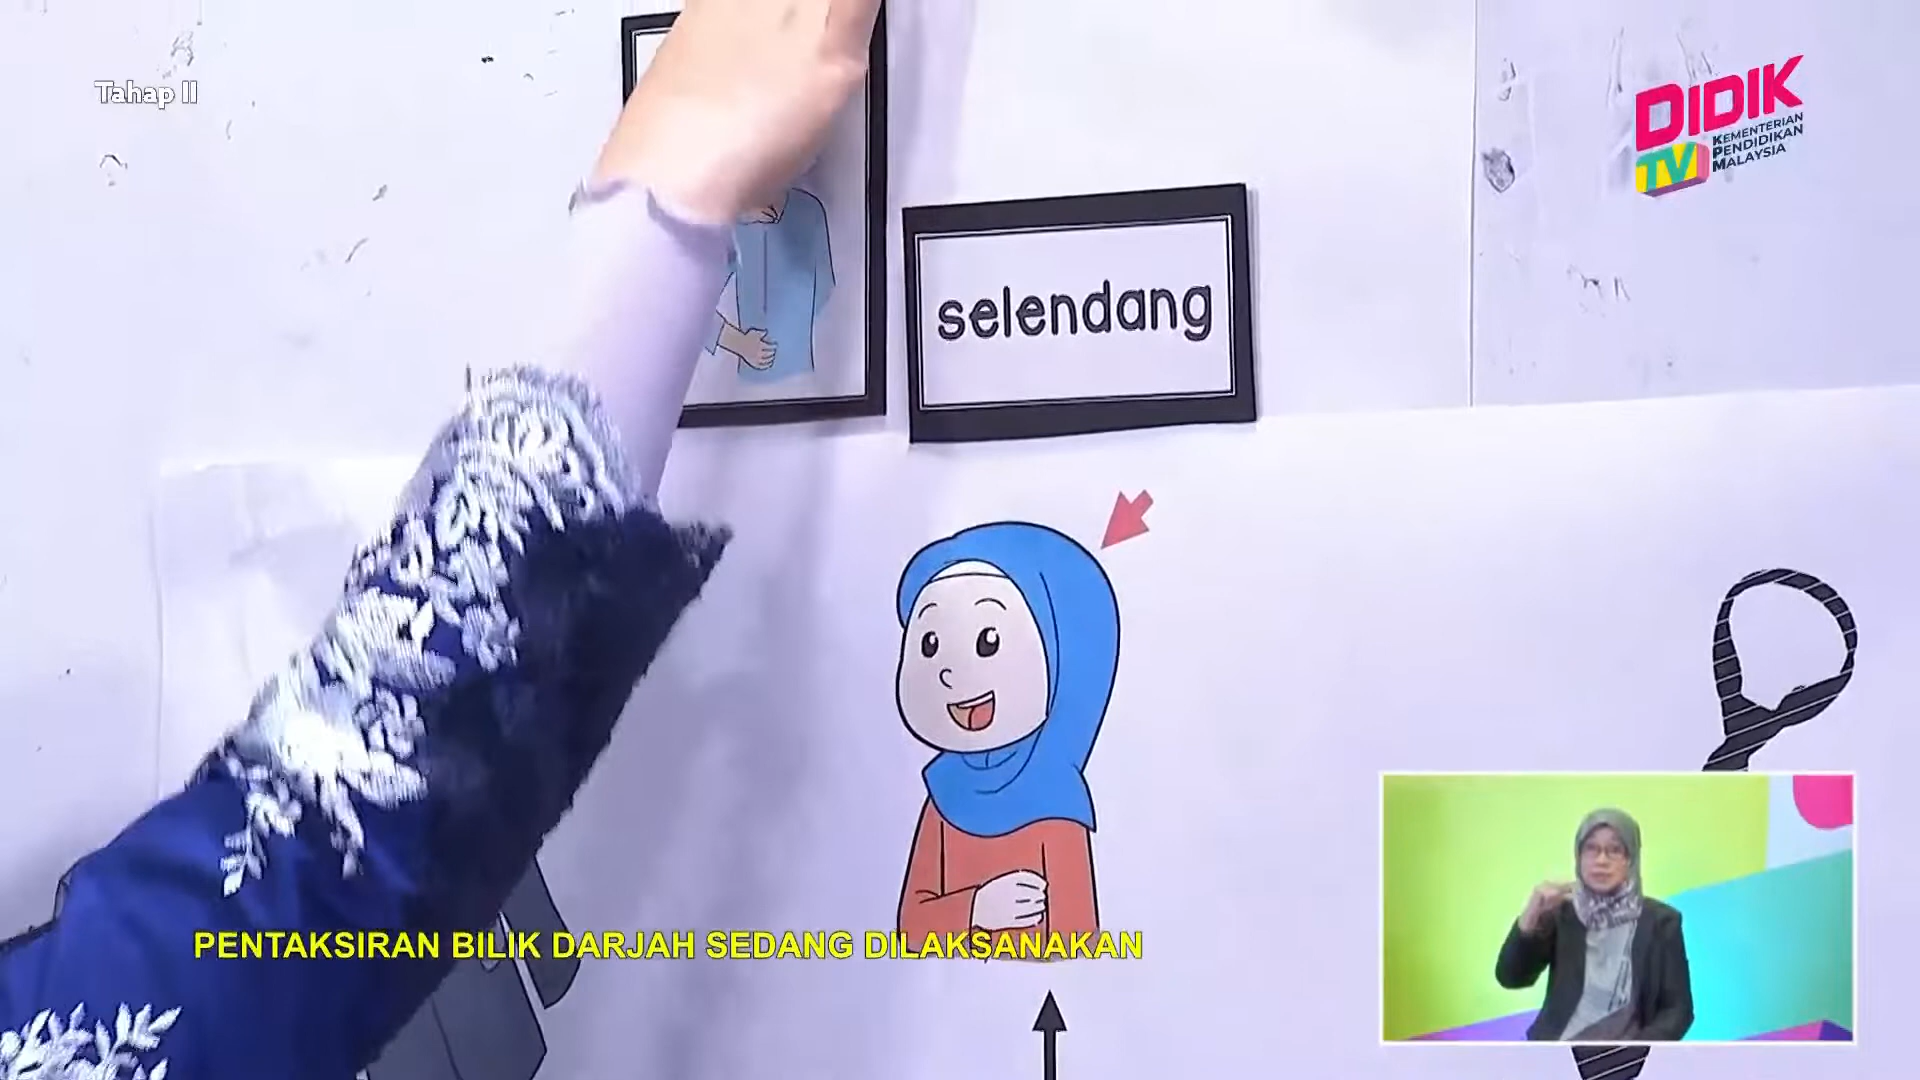 Tahap II
DIDIK
TV
KEMENTERIAN
PENDIDIKAN
MALAYSIA
selendang
PENTAKSIRAN BILIK DARJAH SEDANG DILAKSANAKAN